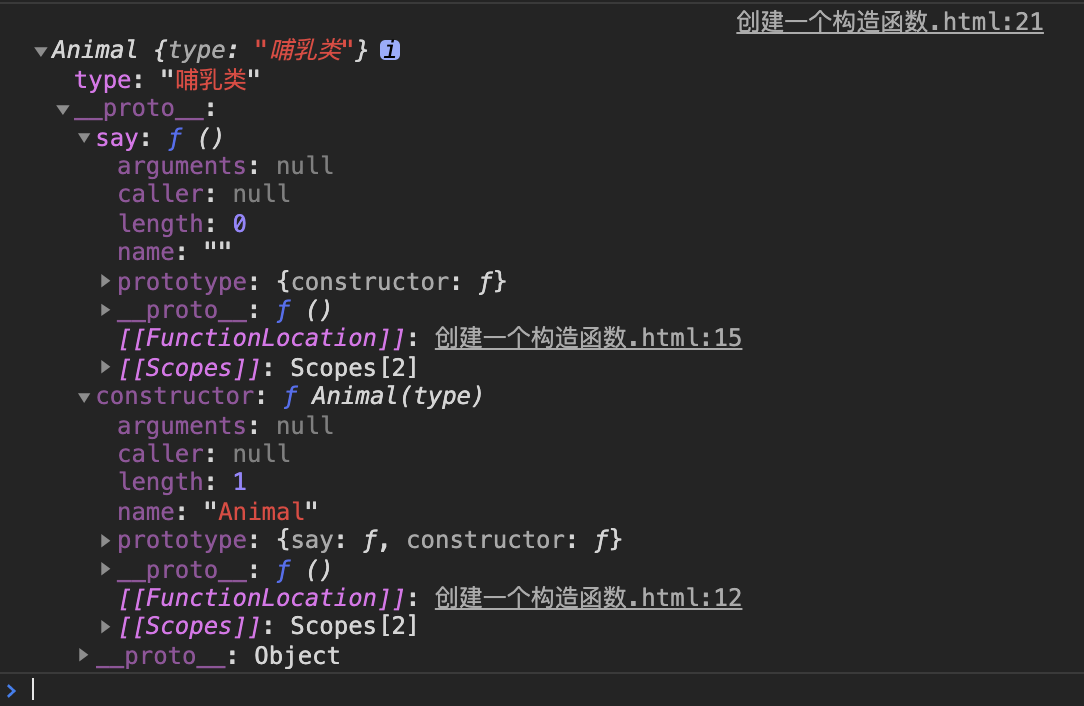 创建一个构造函数.html:21
Animal {type: "哺乳类"} i
type: "哺乳类"
__proto__:
say: ƒ ()
arguments: null
caller: null
length: 0
name: ""
prototype: {constructor: ƒ}
__proto__: ƒ ()
[[FunctionLocation]]: 创建一个构造函数.html:15
[[Scopes]]: Scopes[2]
constructor: ƒ Animal(type)
arguments: null
caller: null
length: 1
name: "Animal"
prototype: {say: ƒ, constructor: ƒ}
__proto__: ƒ ()
[[FunctionLocation]]: 创建一个构造函数.html:12
[[Scopes]]: Scopes[2]
__proto__: Object